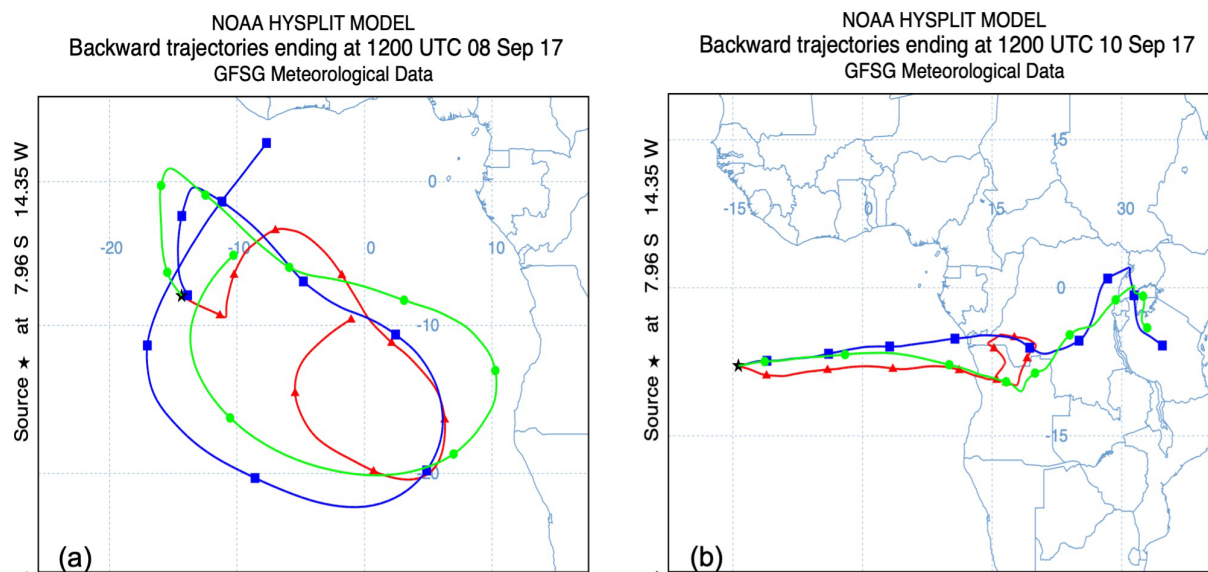 NOAA HYSPLIT MODEL
Backward trajectories ending at 1200 UTC 08 Sep 17
GFSG Meteorological Data
Source ★ at 7.96 S 14.35 W
0
-20
-10
0
10
-10
-20
(a)
NOAA HYSPLIT MODEL
Backward trajectories ending at 1200 UTC 10 Sep 17
GFSG Meteorological Data
Source ★ at 7.96 S 14.35 W
15
-15
0
15
30
0
-15
(b)